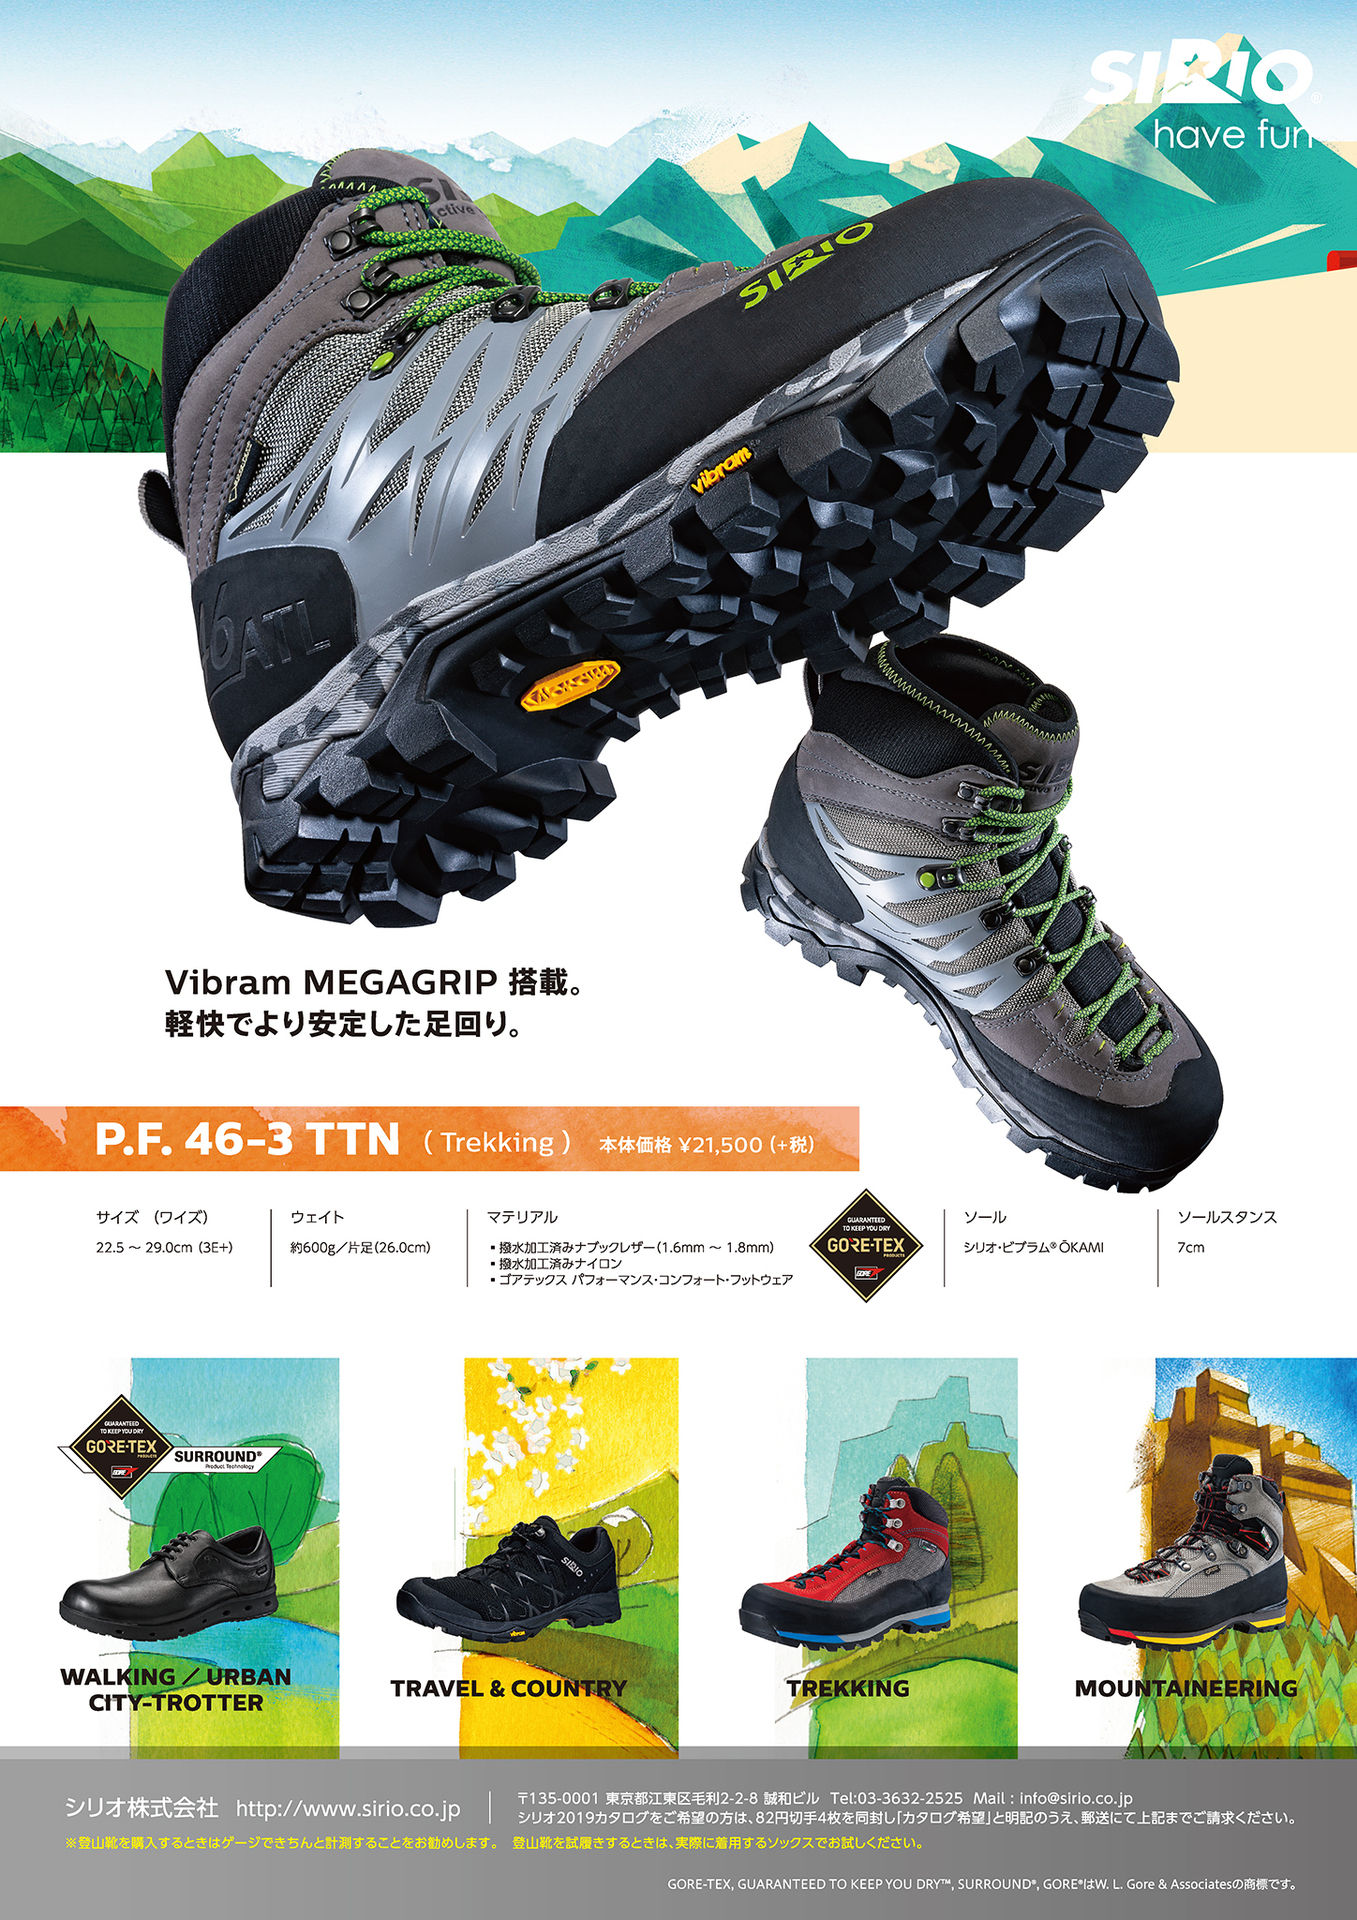 SIRIO®
have fun
SIRIO
vibram
vibram
ATL
Vibram MEGAGRIP 搭載。
軽快でより安定した足回り。
P.F. 46-3 TTN （ Trekking ） 本体価格 ¥21,500（+税）
サイズ （ワイズ）
22.5 〜 29.0cm（3E+）
ウェイト
約600g／片足（26.0cm）
マテリアル
▪ 撥水加工済みナブックレザー（1.6mm 〜 1.8mm）
▪ 撥水加工済みナイロン
▪ ゴアテックス パフォーマンス・コンフォート・フットウェア
GUARANTEED
TO KEEP YOU DRY
GORE-TEX
PRODUCTS
GORE
ソール
シリオ・ビブラム® ŌKAMI
ソールスタンス
7cm
GUARANTEED
TO KEEP YOU DRY
GORE-TEX
PRODUCTS
GORE
SURROUND®
Product Technology
WALKING ／ URBAN
CITY-TROTTER
SIRIO
vibram
TRAVEL & COUNTRY
TREKKING
MOUNTAINEERING
シリオ株式会社 http://www.sirio.co.jp
〒135-0001 東京都江東区毛利2-2-8 誠和ビル Tel:03-3632-2525 Mail : info@sirio.co.jp
シリオ2019カタログをご希望の方は、82円切手4枚を同封し「カタログ希望」と明記のうえ、郵送にて上記までご請求ください。
※登山靴を購入するときはゲージできちんと計測することをお勧めします。 登山靴を試履きするときは、実際に着用するソックスでお試しください。
GORE-TEX, GUARANTEED TO KEEP YOU DRY™, SURROUND®, GORE®はW. L. Gore & Associatesの商標です。